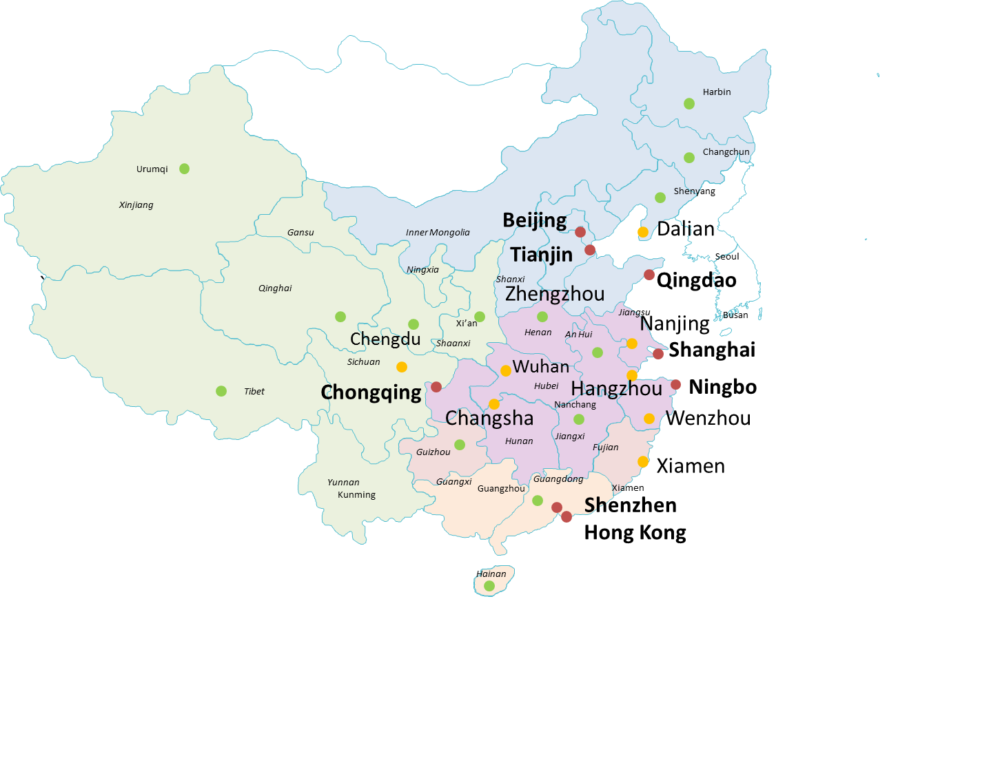 Harbin
Changchun
Urumqi
Shenyang
Xinjiang
Beijing
Dalian
Gansu
Inner Mongolia
Tianjin
Seoul
Ningxia
Qingdao
Shanxi
Qinghai
Zhengzhou
Jiangsu
Busan
Nanjing
Xi’an
Henan
An Hui
Chengdu
Shaanxi
Shanghai
Sichuan
Wuhan
Hubei
Hangzhou
Ningbo
Tibet
Chongqing
Nanchang
Changsha
Wenzhou
Jiangxi
Hunan
Fujian
Guizhou
Xiamen
Guangdong
Yunnan
Guangxi
Guangzhou
Xiamen
Kunming
Shenzhen
Hong Kong
Hainan